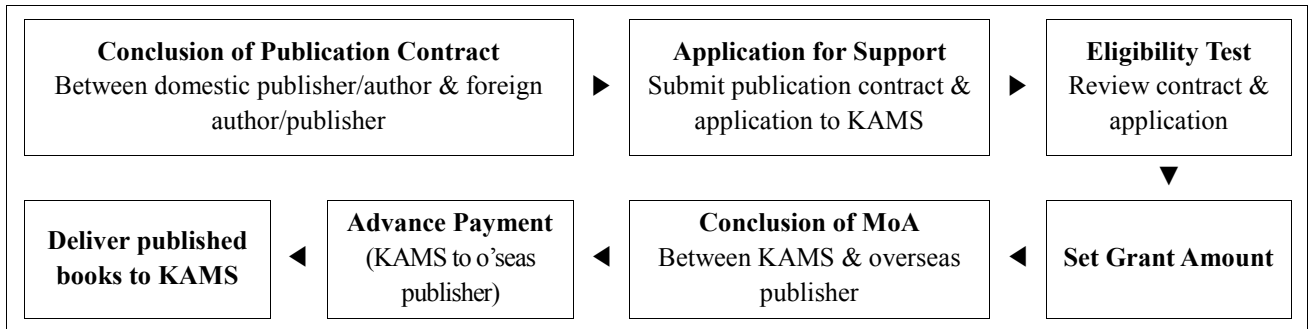 Conclusion of Publication Contract
Between domestic publisher/author & foreign
author/publisher
Application for Support
Submit publication contract &
application to KAMS
Eligibility Test
Review contract &
application
Set Grant Amount
Conclusion of MoA
Between KAMS & overseas
publisher
Advance Payment
(KAMS to o’seas
publisher)
Deliver published
books to KAMS